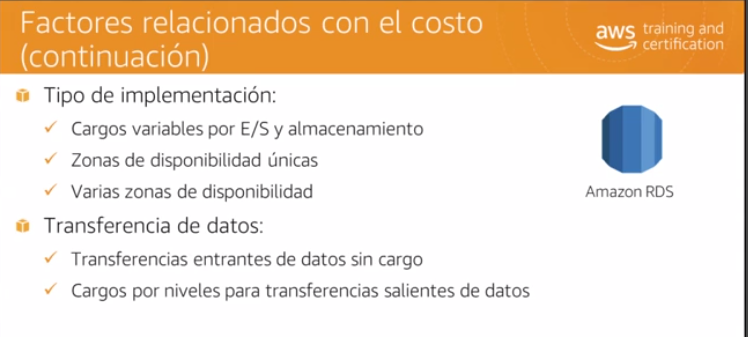 Factores relacionados con el costo
(continuación)
aws training and
certification
Tipo de implementación:
Cargos variables por E/S y almacenamiento
Zonas de disponibilidad únicas
Varias zonas de disponibilidad
Amazon RDS
Transferencia de datos:
Transferencias entrantes de datos sin cargo
Cargos por niveles para transferencias salientes de datos